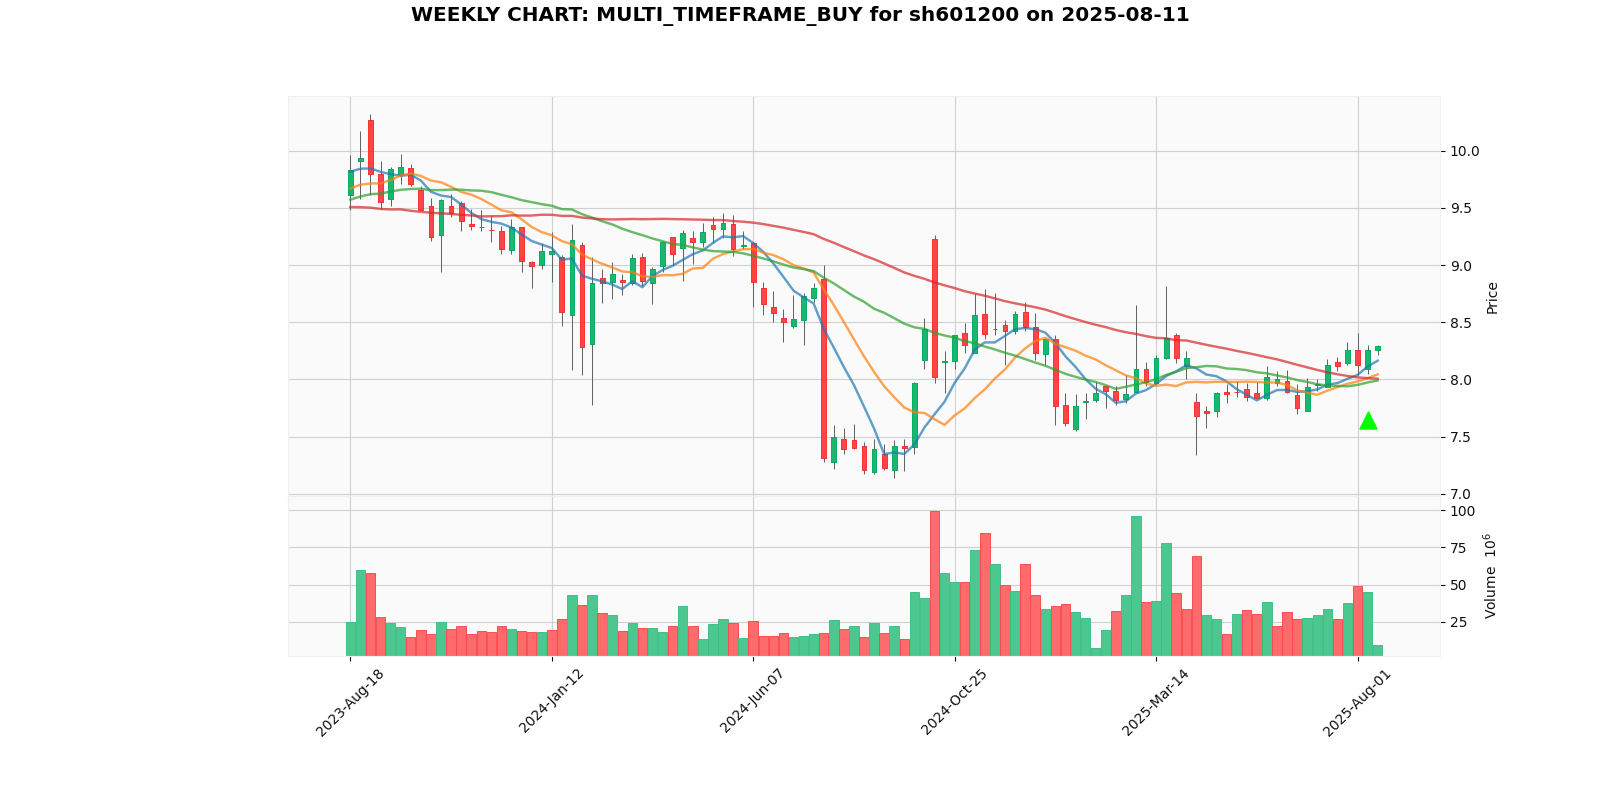 WEEKLY CHART: MULTI_TIMEFRAME_BUY for sh601200 on 2025-08-11
10.0
9.5
9.0
8.5
8.0
7.5
7.0
Price
100
75
50
25
Volume 10^6
2023-Aug-18
2024-Jan-12
2024-Jun-07
2024-Oct-25
2025-Mar-14
2025-Aug-01